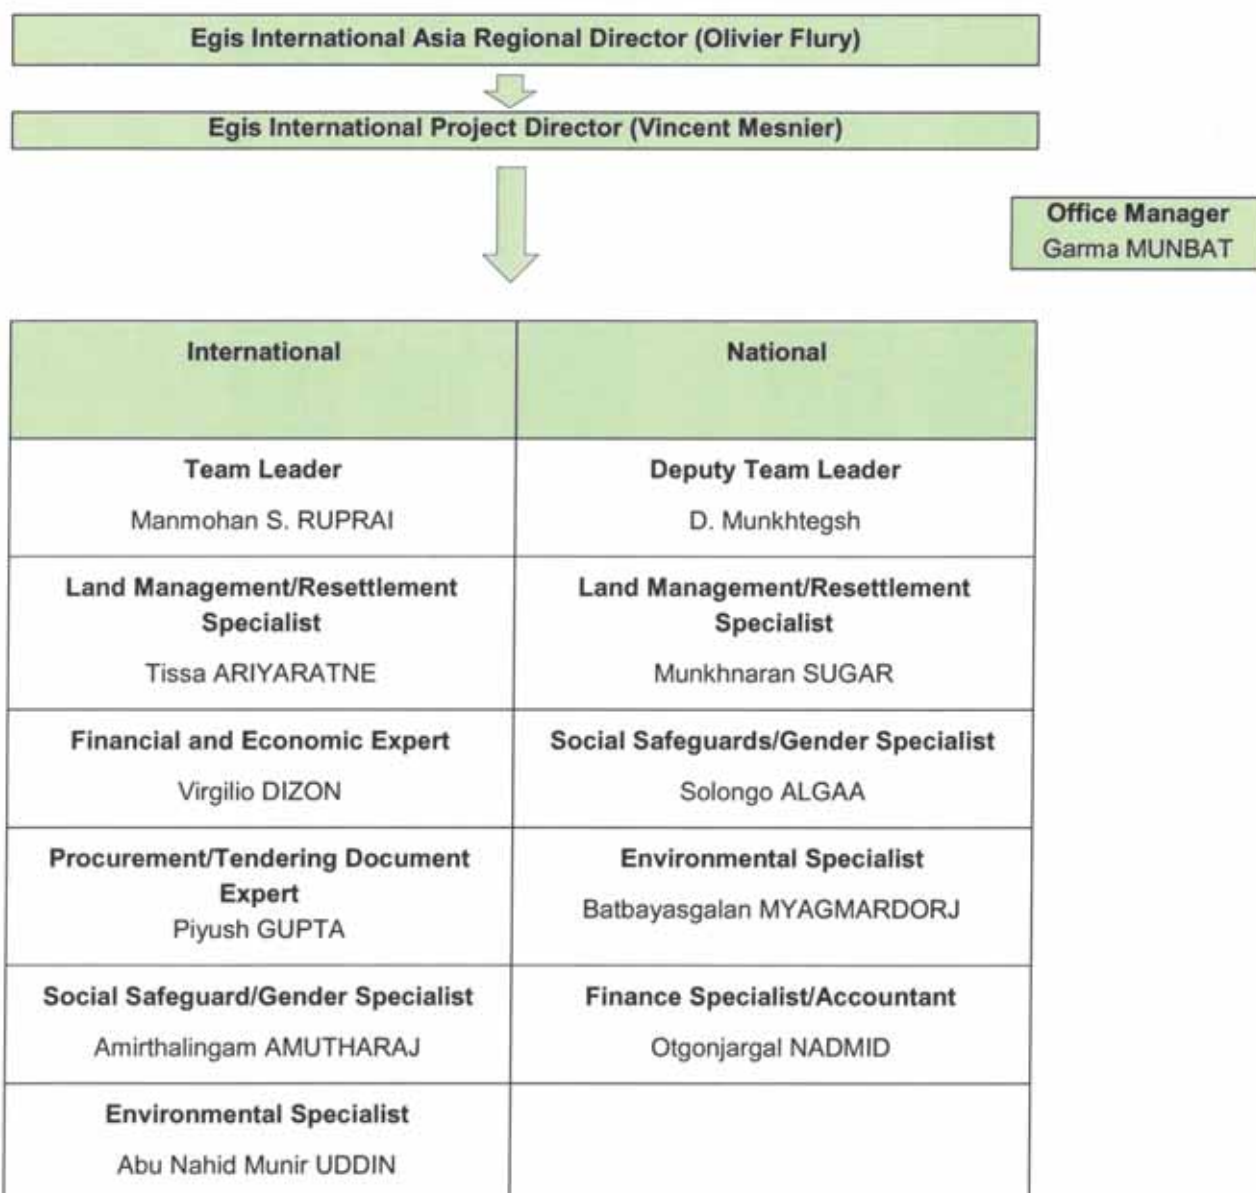 Egis International Asia Regional Director (Olivier Flury)
Egis International Project Director (Vincent Mesnier)
Office Manager
Garma MUNBAT
International
National
Team Leader
Manmohan S. RUPRAI
Deputy Team Leader
D. Munkhtegsh
Land Management/Resettlement
Specialist
Tissa ARIYARATNE
Land Management/Resettlement
Specialist
Munkhnaran SUGAR
Financial and Economic Expert
Virgilio DIZON
Social Safeguards/Gender Specialist
Solongo ALGAA
Procurement/Tendering Document
Expert
Piyush GUPTA
Environmental Specialist
Batbayasgalan MYAGMARDORJ
Social Safeguard/Gender Specialist
Amirthalingam AMUTHARAJ
Finance Specialist/Accountant
Otgonjargal NADMID
Environmental Specialist
Abu Nahid Munir UDDIN